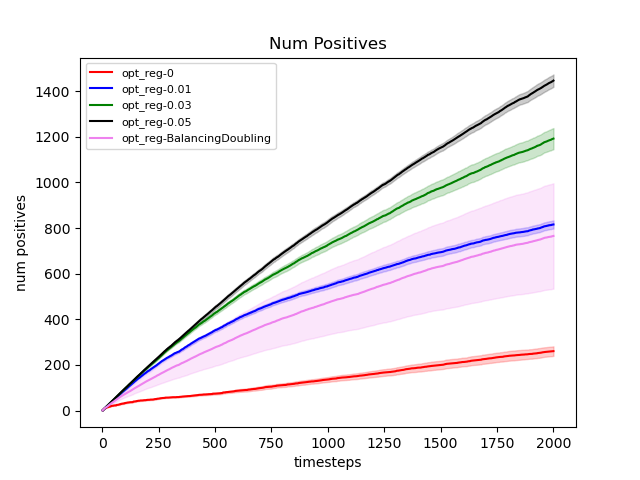 Num Positives
opt_reg-0
opt_reg-0.01
opt_reg-0.03
opt_reg-0.05
opt_reg-BalancingDoubling
num positives
1400
1200
1000
800
600
400
200
0
0 250 500 750 1000 1250 1500 1750 2000
timesteps